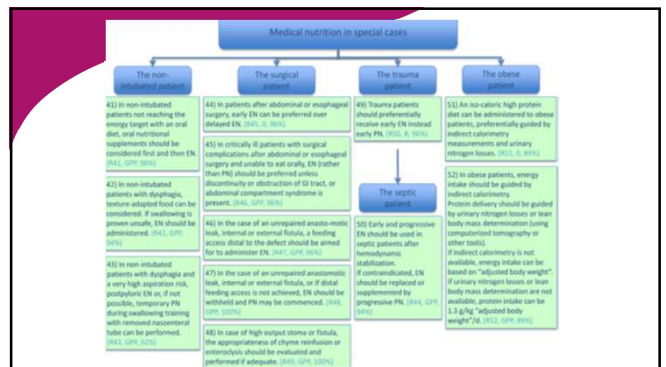 Medical nutrition in special cases
The non-
intubated patient
41) In non-intubated
patients not reaching the
energy target with an oral
diet, oral nutritional
supplements should be
considered first and then EN.
(R41, GPP, 96%)
42) In non-intubated
patients with dysphagia,
texture-adapted food can be
considered. If swallowing is
proven unsafe, EN should be
administered. (R42, GPP,
94%)
43) In non intubated
patients with dysphagia and
a very high aspiration risk,
postpyloric EN or, if not
possible, temporary PN
during swallowing training
with removed nasoenteral
tube can be performed.
(R43, GPP, 92%)
The surgical
patient
44) In patients after abdominal or esophageal
surgery, early EN can be preferred over
delayed EN. (R45, 0, 96%)
45) In critically ill patients with surgical
complications after abdominal or esophageal
surgery and unable to eat orally, EN (rather
than PN) should be preferred unless
discontinuity or obstruction of GI tract, or
abdominal compartment syndrome is
present. (R46, GPP, 96%)
46) In the case of an unrepaired anasto-motic
leak, internal or external fistula, a feeding
access distal to the defect should be aimed
for to administer EN. (R47, GPP, 96%)
47) In the case of an unrepaired anastomotic
leak, internal or external fistula, or if distal
feeding access is not achieved, EN should be
withheld and PN may be commenced. (R48,
GPP, 100%)
48) In case of high output stoma or fistula,
the appropriateness of chyme reinfusion or
enteroclysis should be evaluated and
performed if adequate. (R49, GPP, 100%)
The trauma
patient
49) Trauma patients
should preferentially
receive early EN instead
early PN. (R50, B, 96%)
The septic
patient
50) Early and progressive
EN should be used in
septic patients after
hemodynamic
stabilization.
If contraindicated, EN
should be replaced or
supplemented by
progressive PN. (R44, GPP,
94%)
The obese
patient
51) An iso-caloric high protein
diet can be administered to obese
patients, preferentially guided by
indirect calorimetry
measurements and urinary
nitrogen losses. (R51, 0, 89%)
52) In obese patients, energy
intake should be guided by
indirect calorimetry.
Protein delivery should be guided
by urinary nitrogen losses or lean
body mass determination (using
computerized tomography or
other tools).
If indirect calorimetry is not
available, energy intake can be
based on "adjusted body weight".
If urinary nitrogen losses or lean
body mass determination are not
available, protein intake can be
1.3 g/kg "adjusted body
weight"/d. (R52, GPP, 89%)